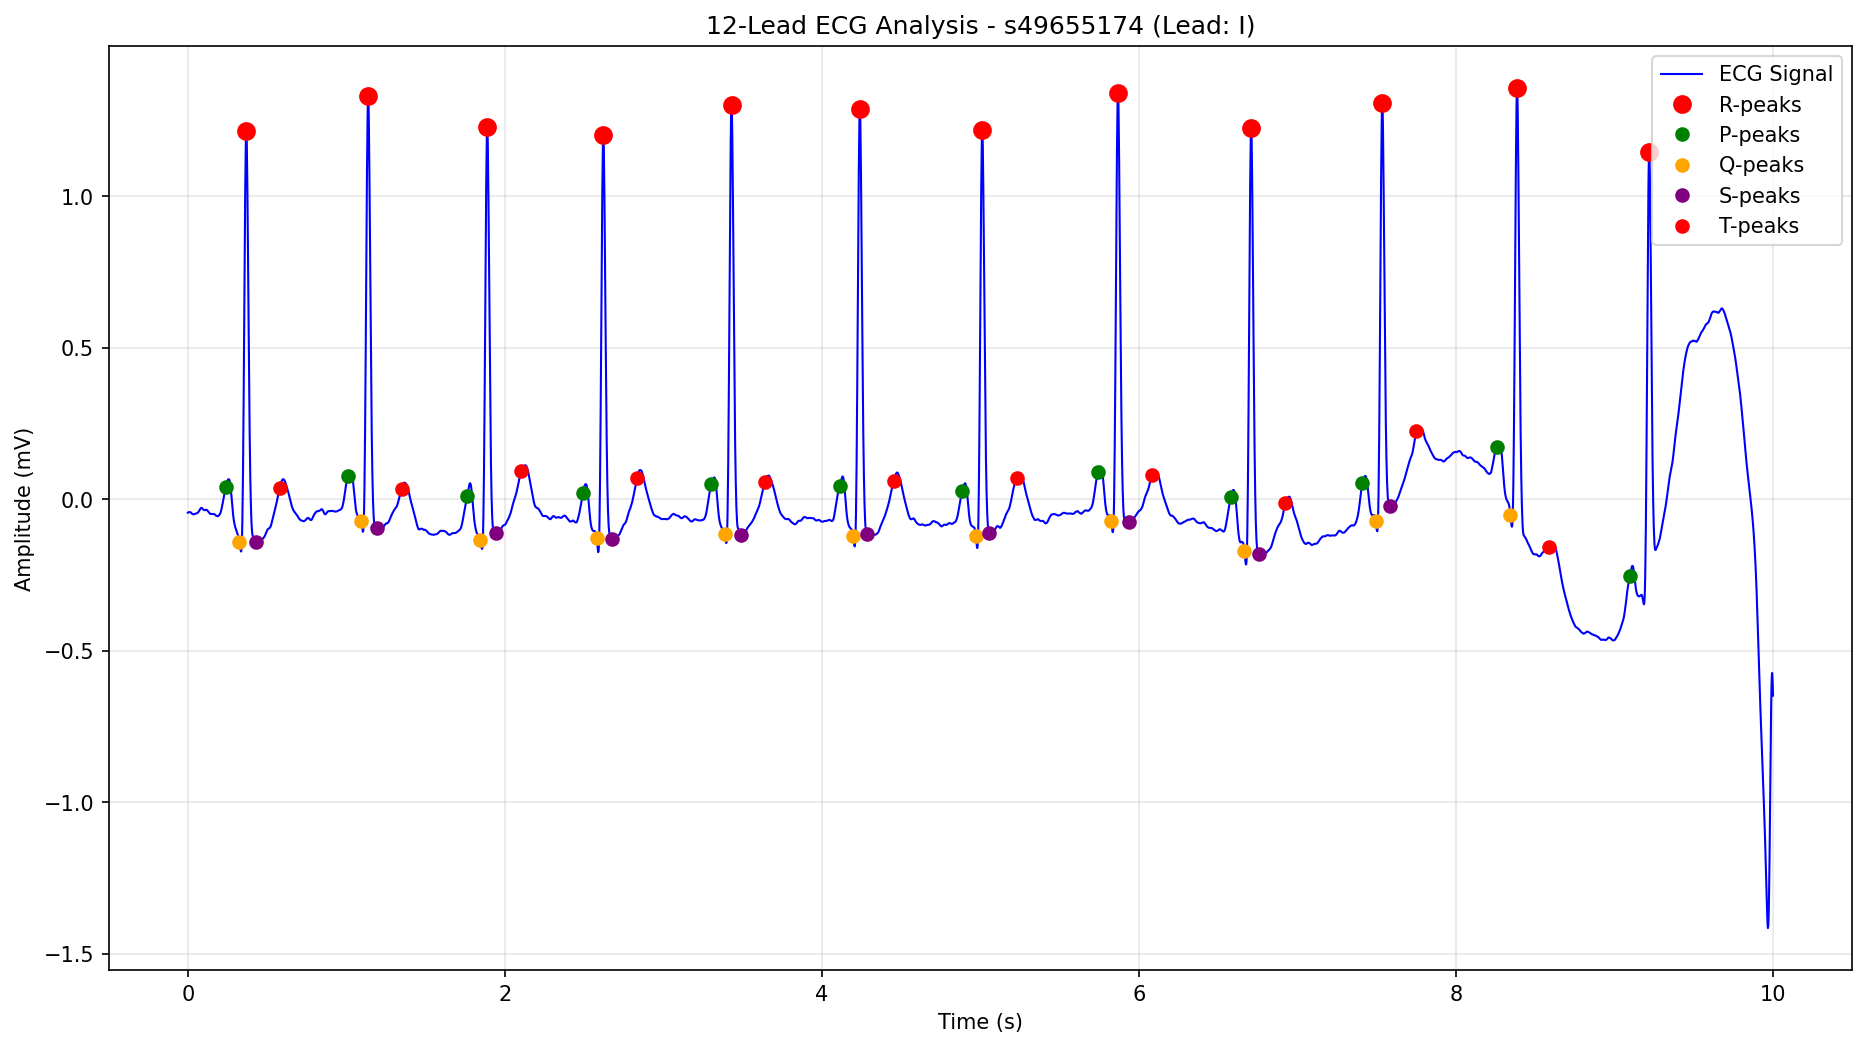 12-Lead ECG Analysis - s49655174 (Lead: I)
ECG Signal
R-peaks
P-peaks
Q-peaks
S-peaks
T-peaks
Amplitude (mV)
1.0
0.5
0.0
−0.5
−1.0
−1.5
0 2 4 6 8 10
Time (s)